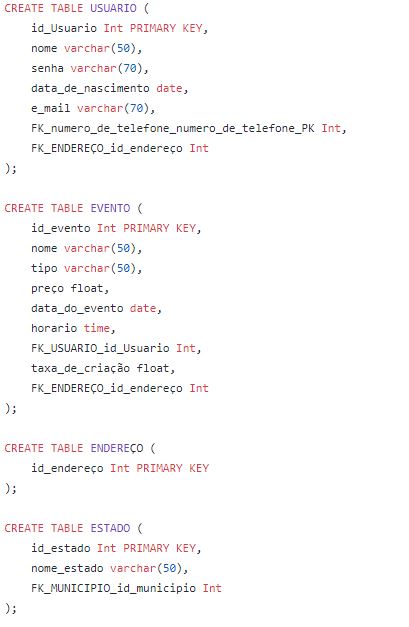 CREATE TABLE USUARIO (
    id_Usuario Int PRIMARY KEY,
    nome varchar(50),
    senha varchar(70),
    data_de_nascimento date,
    e_mail varchar(70),
    FK_numero_de_telefone_numero_de_telefone_PK Int,
    FK_ENDEREÇO_id_endereço Int
);

CREATE TABLE EVENTO (
    id_evento Int PRIMARY KEY,
    nome varchar(50),
    tipo varchar(50),
    preço float,
    data_do_evento date,
    horario time,
    FK_USUARIO_id_Usuario Int,
    taxa_de_criação float,
    FK_ENDEREÇO_id_endereço Int
);

CREATE TABLE ENDEREÇO (
    id_endereço Int PRIMARY KEY
);

CREATE TABLE ESTADO (
    id_estado Int PRIMARY KEY,
    nome_estado varchar(50),
    FK_MUNICIPIO_id_municipio Int
);